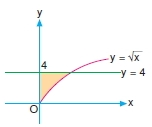 y
4
y = √x
y = 4
O
x